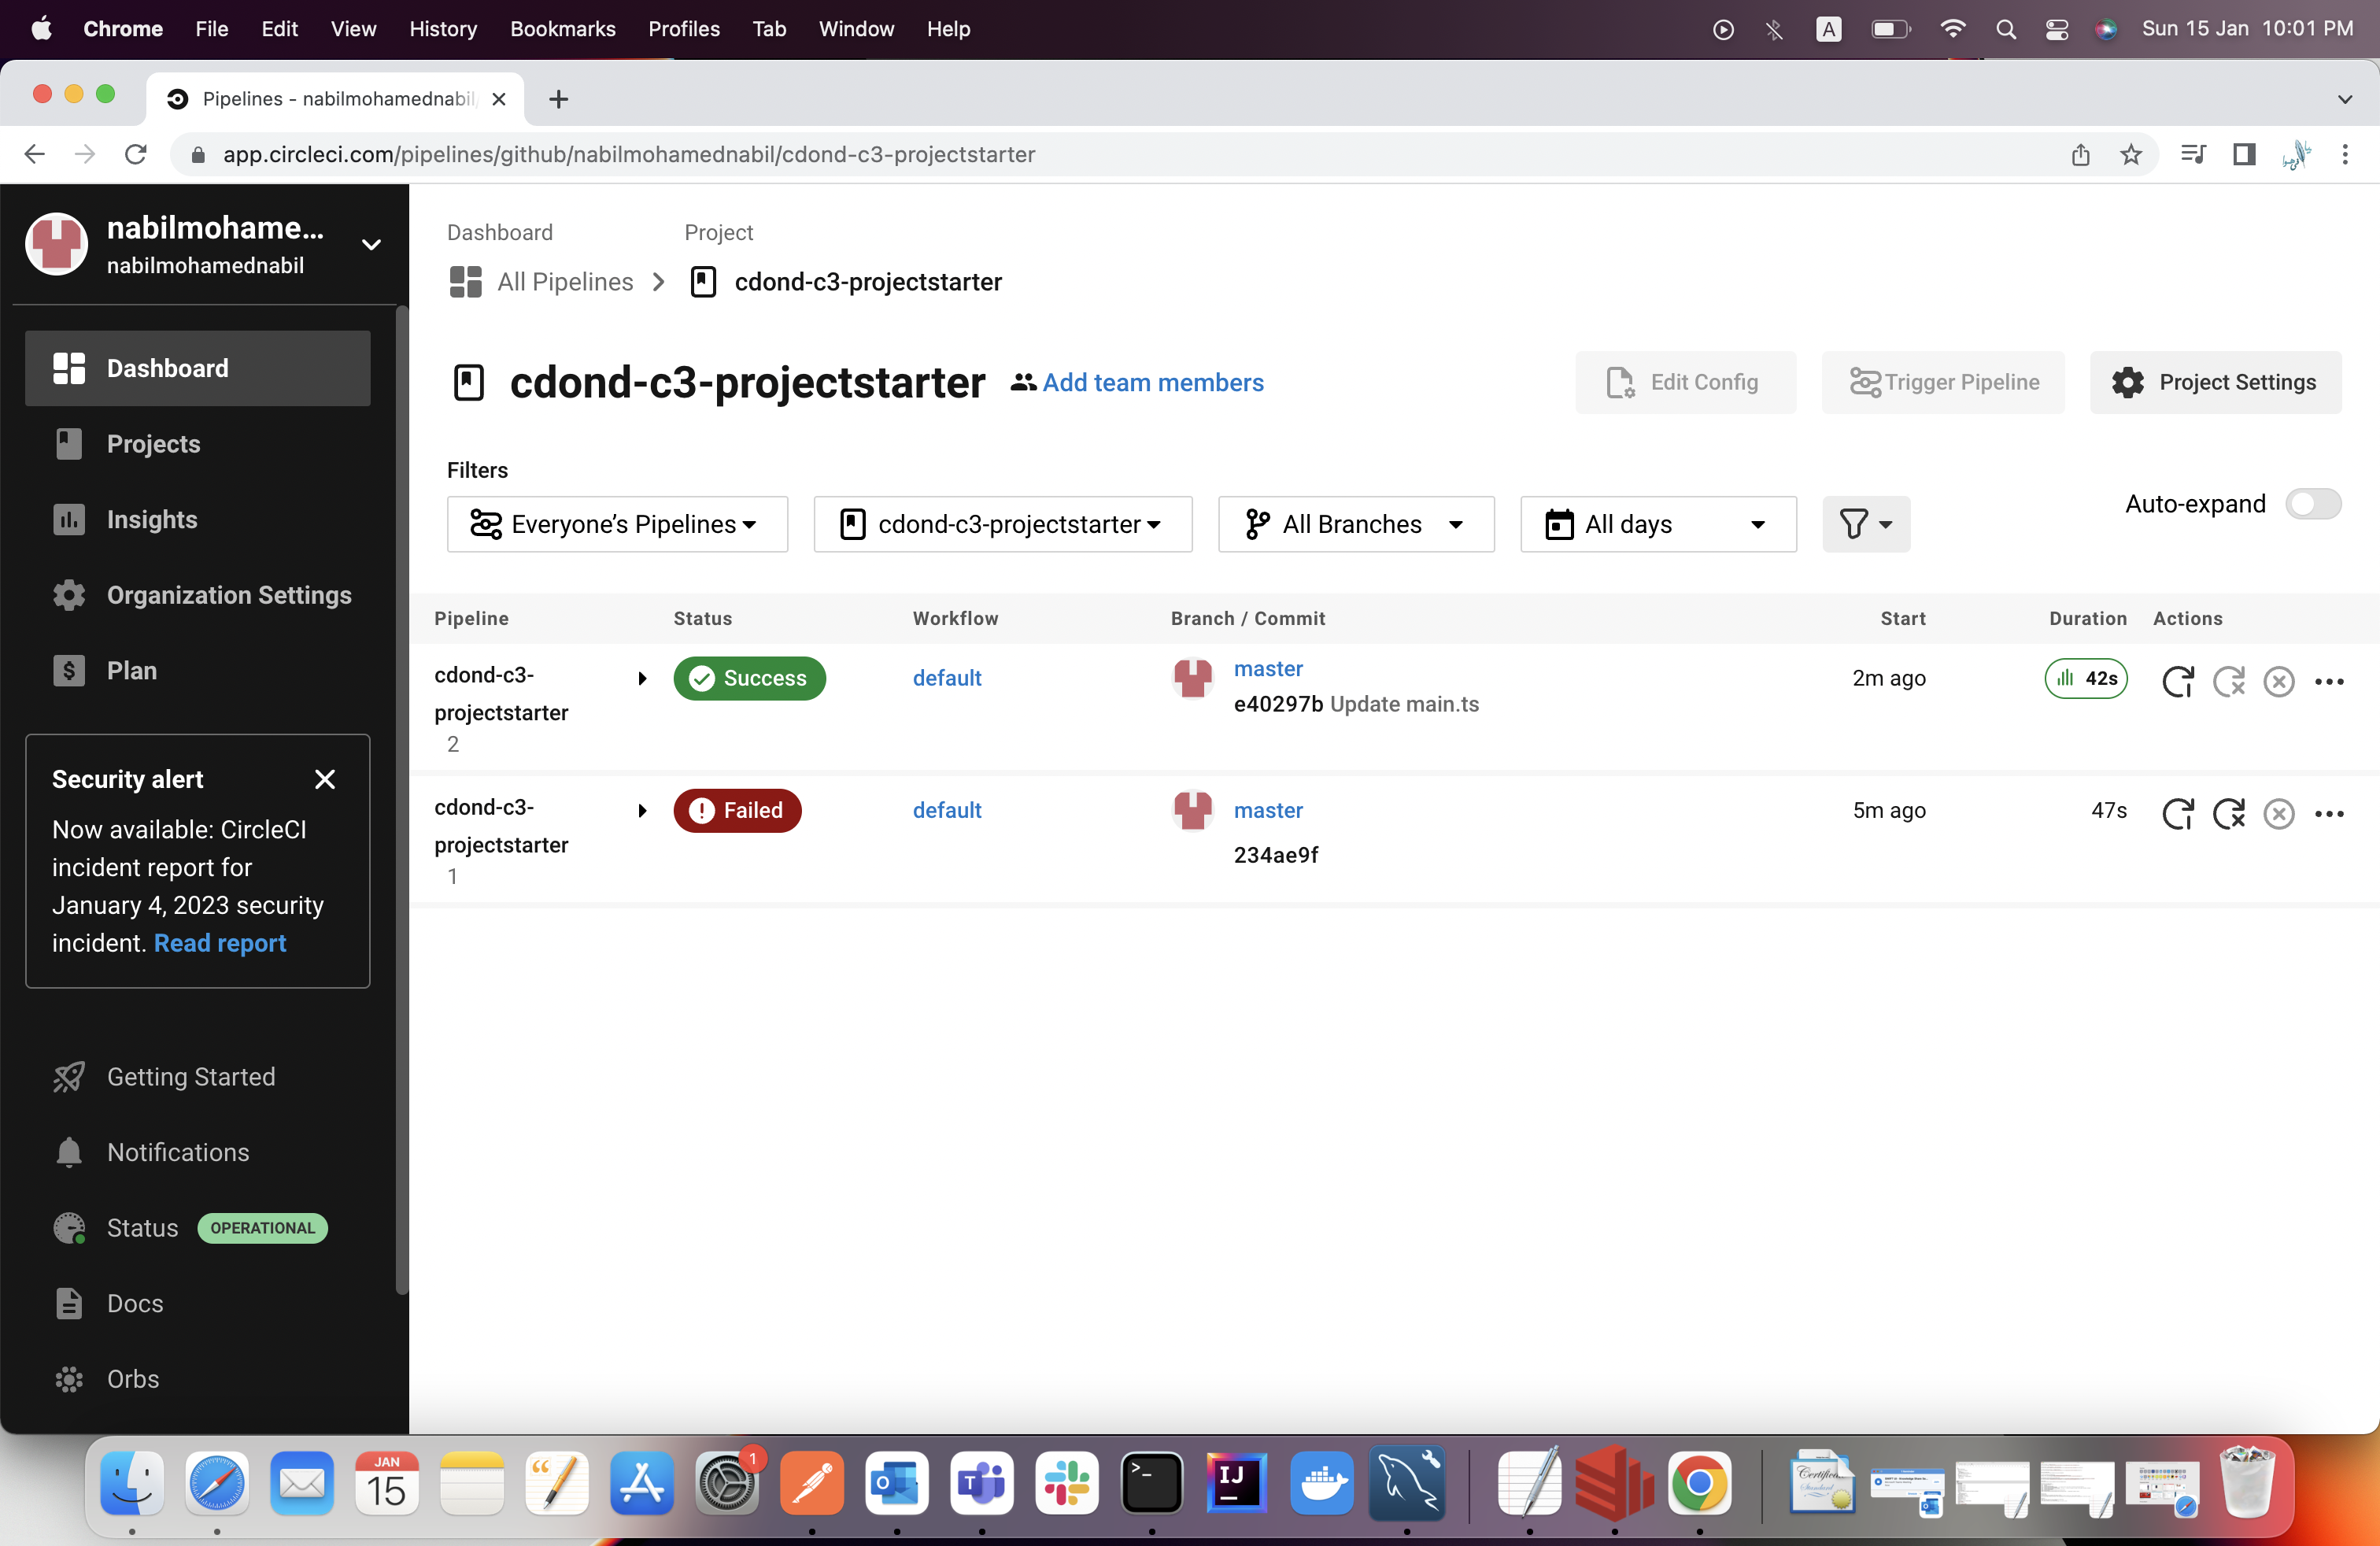 Chrome File Edit View History Bookmarks Profiles Tab Window Help A Sun 15 Jan 10:01 PM
Pipelines - nabilmohamednabil/
app.circleci.com/pipelines/github/nabilmohamednabil/cdond-c3-projectstarter
nabilmohame...
nabilmohamednabil
Dashboard
Projects
Insights
Organization Settings
Plan
Security alert
Now available: CircleCI
incident report for
January 4, 2023 security
incident. Read report
Getting Started
Notifications
Status OPERATIONAL
Docs
Orbs
Dashboard Project
All Pipelines cdond-c3-projectstarter
cdond-c3-projectstarter Add team members Edit Config Trigger Pipeline Project Settings
Filters
Everyone’s Pipelines cdond-c3-projectstarter All Branches All days Auto-expand
Pipeline Status Workflow Branch / Commit Start Duration Actions
cdond-c3-
projectstarter
2
Success default master 2m ago 42s
e40297b Update main.ts
cdond-c3-
projectstarter
1
Failed default master 5m ago 47s
234ae9f
JAN
15
1
IJ